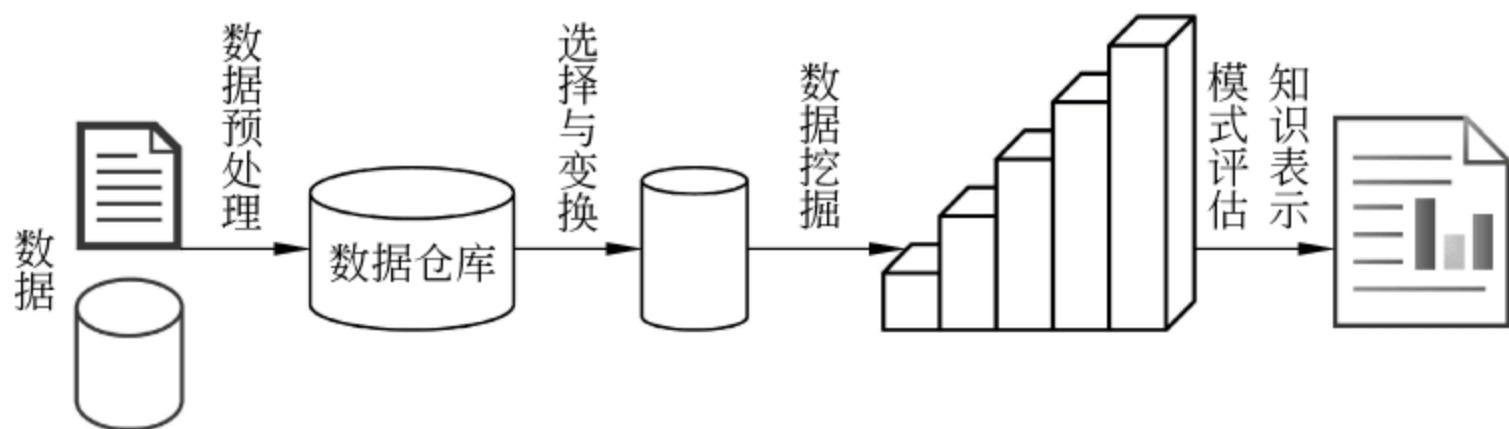 数据
数据预处理
数据仓库
选择与变换
数据挖掘
模式评估
知识表示